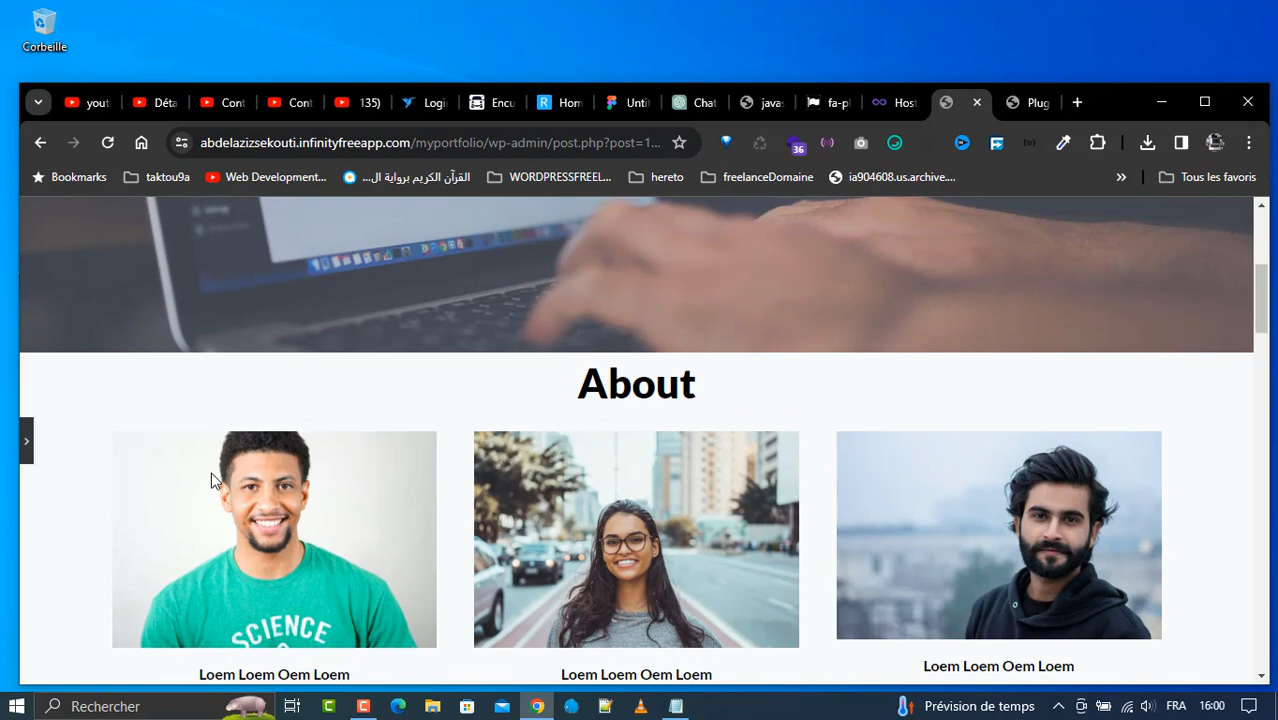 Corbeille
yout
Déta
Cont
Cont
135)
Login
Encu
Hom
Unti
Chat
javas
fa-pl
Host
Plug
abdelazizsekouti.infinityfreeapp.com/myportfolio/wp-admin/post.php?post=1...
36
Bookmarks
taktou9a
Web Development...
القرآن الكريم برواية ال...
WORDPRESSFREEL...
hereto
freelanceDomaine
ia904608.us.archive....
»
Tous les favoris
About
SCIENCE
Loem Loem Oem Loem
Loem Loem Oem Loem
Loem Loem Oem Loem
Rechercher
Prévision de temps
FRA
16:00